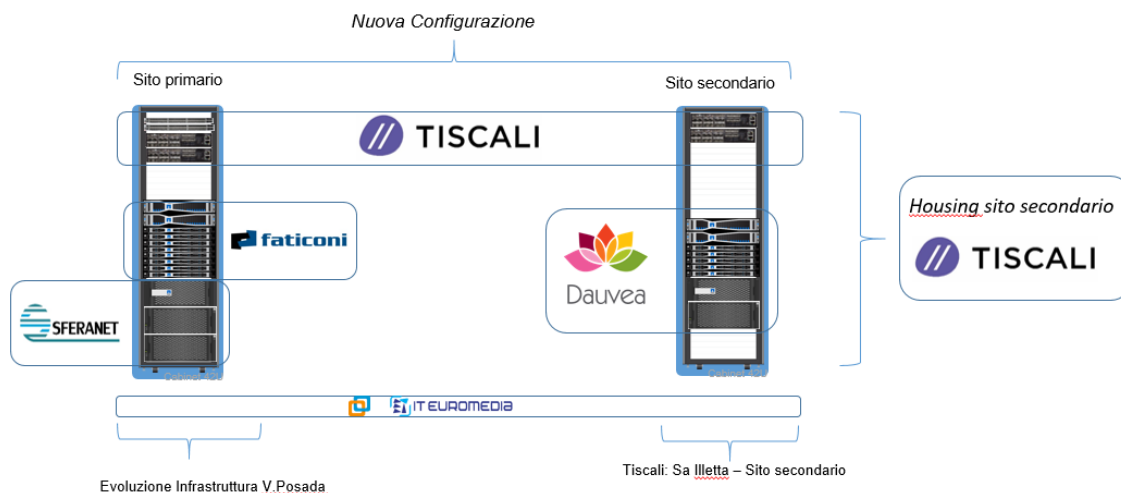 Nuova Configurazione
Sito primario
Sito secondario
TISCALI
Housing sito secondario
TISCALI
faticoni
Dauvea
SFERANET
IT EUROMEDIA
Tiscali: Sa Illetta – Sito secondario
Evoluzione Infrastruttura V.Posada